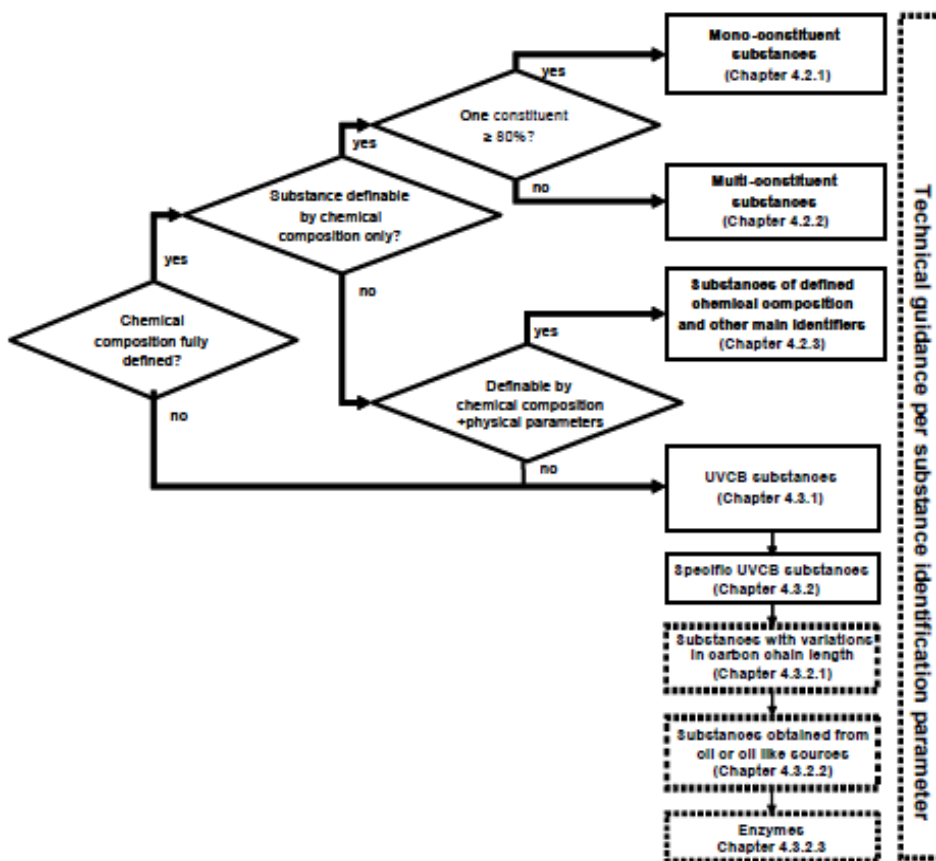 Mono-constituent
substances
(Chapter 4.2.1)
yes
One constituent
≥ 80%?
yes
no
Substance definable
by chemical
composition only?
Multi-constituent
substances
(Chapter 4.2.2)
yes
no
Substances of defined
chemical composition
and other main identifiers
(Chapter 4.2.3)
Chemical
composition fully
defined?
yes
Definable by
chemical composition
+physical parameters
no
no
UVCB substances
(Chapter 4.3.1)
Specific UVCB substances
(Chapter 4.3.2)
Substances with variations
in carbon chain length
(Chapter 4.3.2.1)
Substances obtained from
oil or oil like sources
(Chapter 4.3.2.2)
Enzymes
Chapter 4.3.2.3
Technical guidance per substance identification parameter